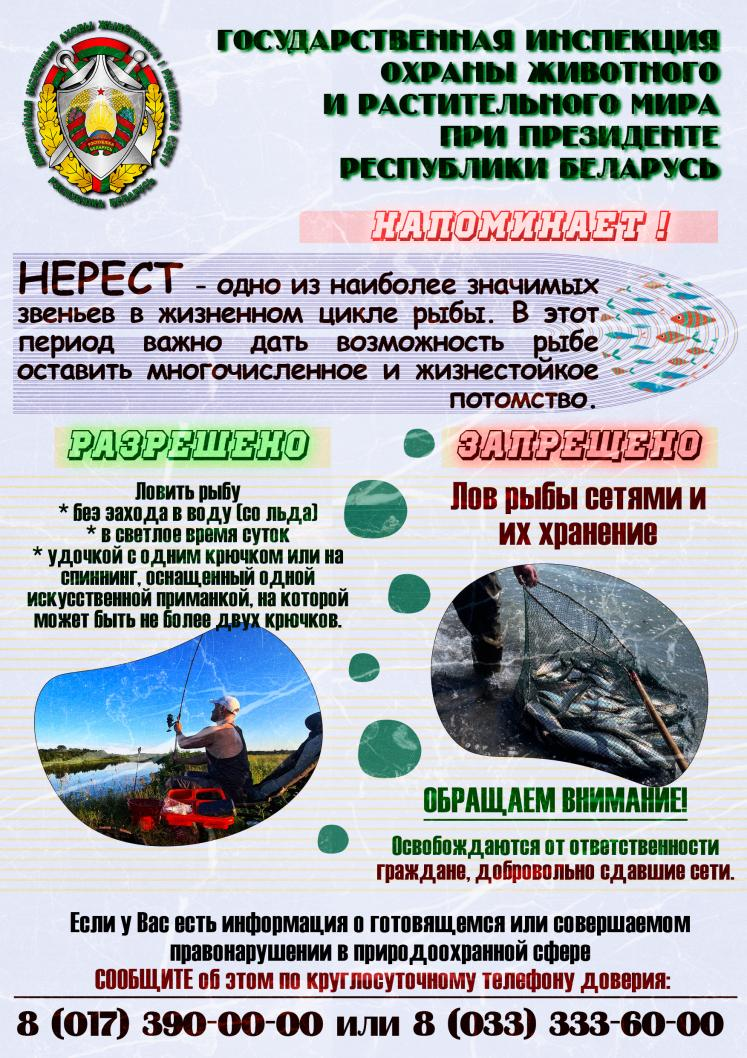 ГОСУДАРСТВЕННАЯ ИНСПЕКЦИЯ
ОХРАНЫ ЖИВОТНОГО
И РАСТИТЕЛЬНОГО МИРА
ПРИ ПРЕЗИДЕНТЕ
РЕСПУБЛИКИ БЕЛАРУСЬ
НАПОМИНАЕТ !
НЕРЕСТ – одно из наиболее значимых
звеньев в жизненном цикле рыбы. В этот
период важно дать возможность рыбе
оставить многочисленное и жизнестойкое
потомство.
РАЗРЕШЕНО
Ловить рыбу
* без захода в воду (со льда)
* в светлое время суток
* удочкой с одним крючком или на
спиннинг, оснащенный одной
искусственной приманкой, на которой
может быть не более двух крючков.
ЗАПРЕЩЕНО
Лов рыбы сетями и
их хранение
ОБРАЩАЕМ ВНИМАНИЕ!
Освобождаются от ответственности
граждане, добровольно сдавшие сети.
Если у Вас есть информация о готовящемся или совершаемом
правонарушении в природоохранной сфере
СООБЩИТЕ об этом по круглосуточному телефону доверия:
8 (017) 390-00-00 или 8 (033) 333-60-00